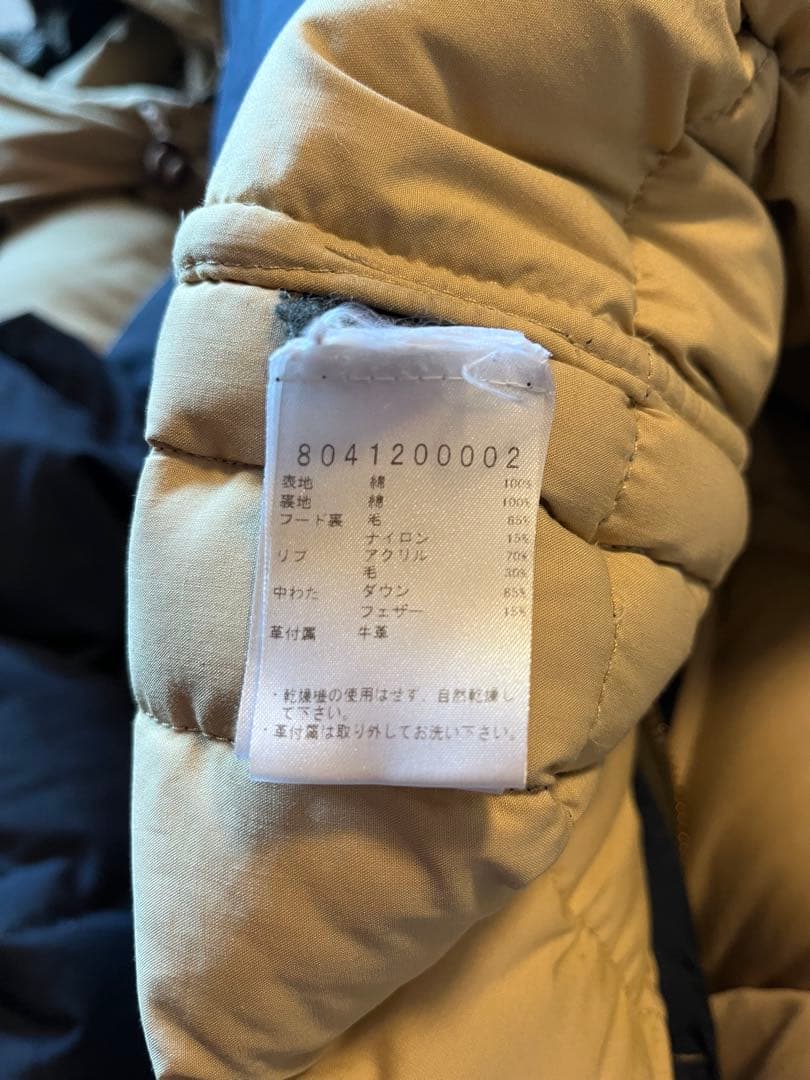 8041200002
表地 綿 100%
裏地 綿 100%
フード裏 毛 85%
ナイロン 15%
リブ アクリル 70%
毛 30%
中わた ダウン 85%
フェザー 15%
革付属 牛革
・乾燥機の使用はせず、自然乾燥し
て下さい。
・革付属は取り外してお洗い下さい。